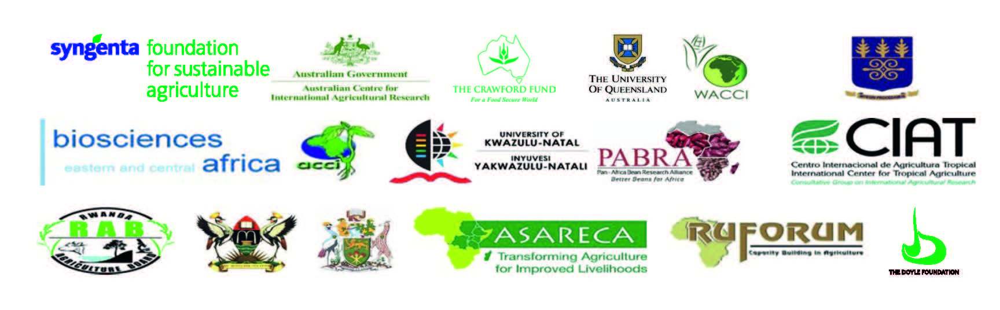 syngenta foundation
for sustainable
agriculture
Australian Government
Australian Centre for
International Agricultural Research
THE CRAWFORD FUND
For a Food Secure World
THE UNIVERSITY
OF QUEENSLAND
AUSTRALIA
WACCI
biosciences
eastern and central africa
acci
UNIVERSITY OF
KWAZULU-NATAL
INYUVESI
YAKWAZULU-NATALI
PABRA
Pan - Africa Bean Research Alliance
Better Beans for Africa
CIAT
Centro Internacional de Agricultura Tropical
International Center for Tropical Agriculture
Consultative Group on International Agricultural Research
RWANDA
RAB
AGRICULTURE BOARD
ASARECA
Transforming Agriculture
for Improved Livelihoods
RUFORUM
Capacity Building in Agriculture
THE DOYLE FOUNDATION